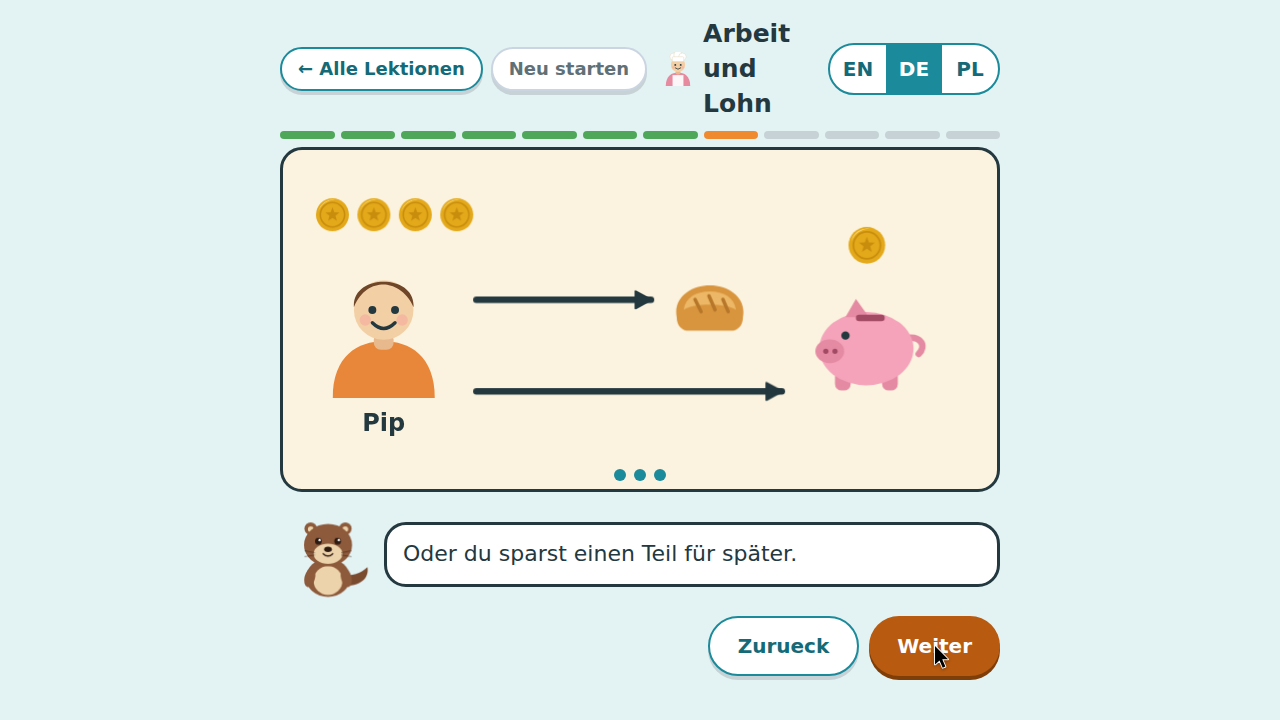 ← Alle Lektionen
Neu starten
Arbeit
und
Lohn
EN
DE
PL
Pip
Oder du sparst einen Teil für später.
Zurueck
Weiter